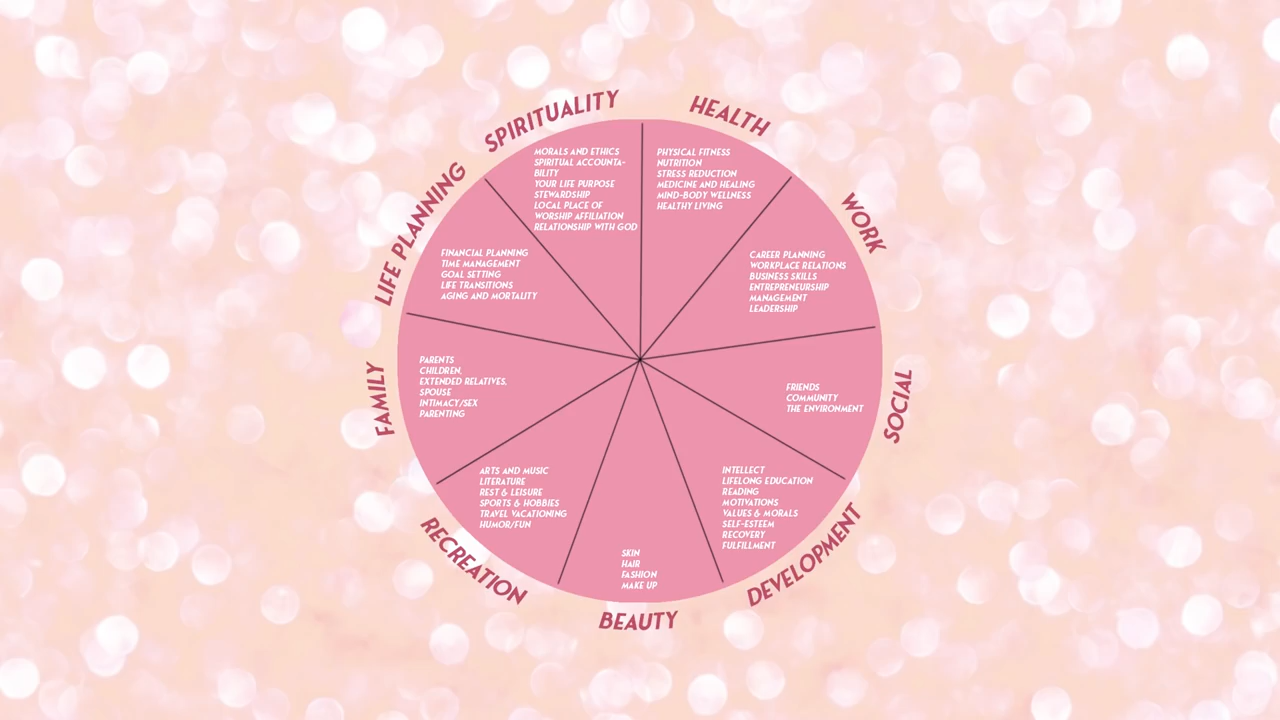 SPIRITUALITY
MORALS AND ETHICS
SPIRITUAL ACCOUNTA-
BILITY
YOUR LIFE PURPOSE
STEWARDSHIP
LOCAL PLACE OF
WORSHIP AFFILIATION
RELATIONSHIP WITH GOD
HEALTH
PHYSICAL FITNESS
NUTRITION
STRESS REDUCTION
MEDICINE AND HEALING
MIND-BODY WELLNESS
HEALTHY LIVING
WORK
CAREER PLANNING
WORKPLACE RELATIONS
BUSINESS SKILLS
ENTREPRENEURSHIP
MANAGEMENT
LEADERSHIP
SOCIAL
FRIENDS
COMMUNITY
THE ENVIRONMENT
DEVELOPMENT
INTELLECT
LIFELONG EDUCATION
READING
MOTIVATIONS
VALUES & MORALS
SELF-ESTEEM
RECOVERY
FULFILLMENT
BEAUTY
SKIN
HAIR
FASHION
MAKE UP
RECREATION
ARTS AND MUSIC
LITERATURE
REST & LEISURE
SPORTS & HOBBIES
TRAVEL VACATIONING
HUMOR/FUN
FAMILY
PARENTS
CHILDREN,
EXTENDED RELATIVES,
SPOUSE
INTIMACY/SEX
PARENTING
LIFE PLANNING
FINANCIAL PLANNING
TIME MANAGEMENT
GOAL SETTING
LIFE TRANSITIONS
AGING AND MORTALITY